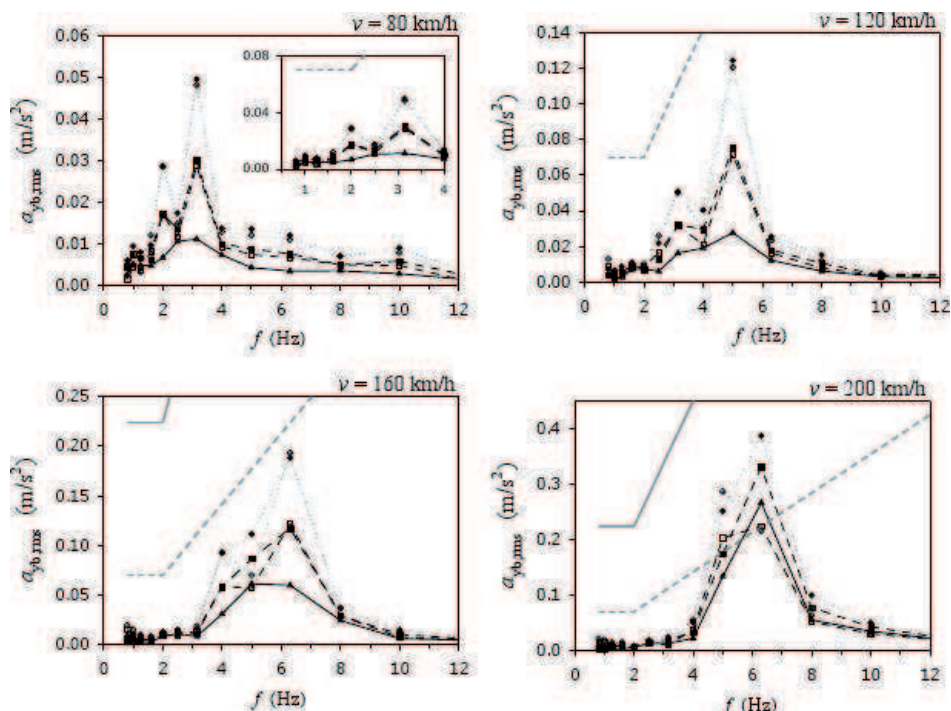 v = 80 km/h
a_yb,rms (m/s²)
0.06
0.05
0.04
0.03
0.02
0.01
0.00
0.08
0.04
0.00
1 2 3 4
0 2 4 6 8 10 12
f (Hz)
v = 120 km/h
a_yb,rms (m/s²)
0.14
0.12
0.10
0.08
0.06
0.04
0.02
0.00
0 2 4 6 8 10 12
f (Hz)
v = 160 km/h
a_yb,rms (m/s²)
0.25
0.20
0.15
0.10
0.05
0.00
0 2 4 6 8 10 12
f (Hz)
v = 200 km/h
a_yb,rms (m/s²)
0.4
0.3
0.2
0.1
0.0
0 2 4 6 8 10 12
f (Hz)